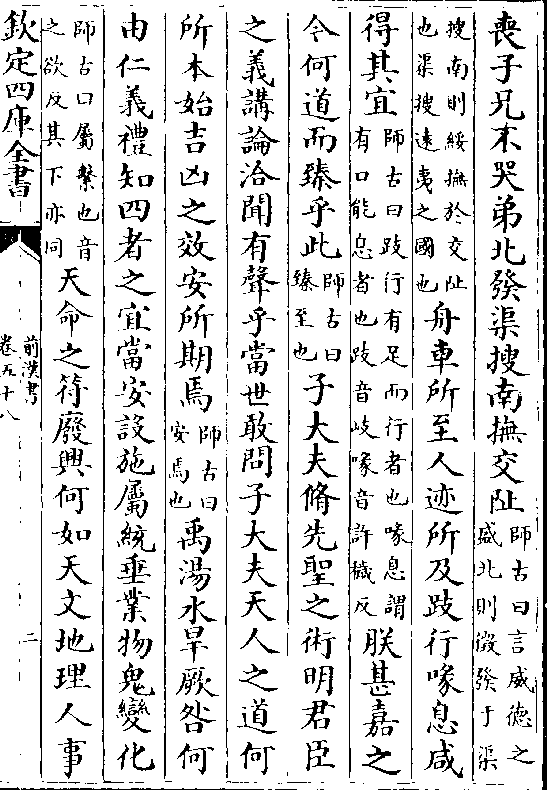 喪子兄不哭弟北發渠搜南撫交阯師古曰言威德之盛北則徵發于渠
搜南則綏撫於交阯也渠搜遠夷之國也舟車所至人迹所及跂行喙息咸
得其宜師古曰跂行有足而行者也喙息謂有口能息者也跂音岐喙音許穢反朕甚嘉之
今何道而臻乎此師古曰臻至也子大夫脩先聖之術明君臣
之義講論洽聞有聲乎當世敢問子大夫天人之道何
所本始吉凶之效安所期焉師古曰安焉也禹湯水旱厥咎何
由仁義禮知四者之宜當安設施屬統垂業物鬼變化
師古曰屬繫也音之欲反其下亦同天命之符廢興何如天文地理人事
欽定四庫全書
前漢書
卷五十八
二